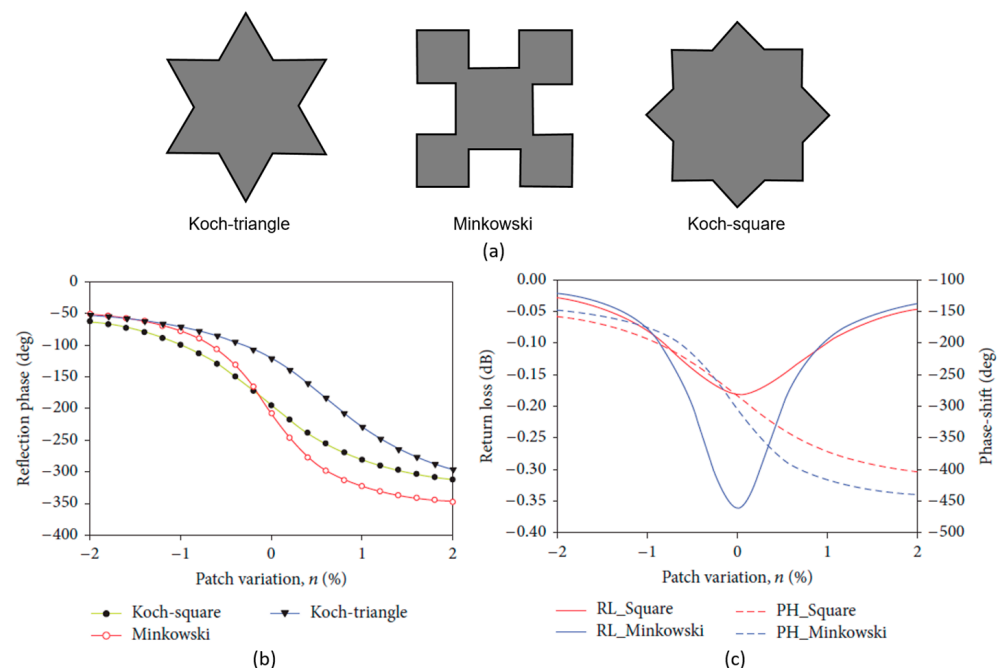 Koch-triangle Minkowski Koch-square
(a)
0
−50
−100
−150
−200
−250
−300
−350
−400
Reflection phase (deg)
−2 −1 0 1 2
Patch variation, n (%)
Koch-square Koch-triangle
Minkowski
(b)
0.00
−0.05
−0.10
−0.15
−0.20
−0.25
−0.30
−0.35
−0.40
Return loss (dB)
−100
−150
−200
−250
−300
−350
−400
−450
−500
Phase-shift (deg)
−2 −1 0 1 2
Patch variation, n (%)
RL_Square PH_Square
RL_Minkowski PH_Minkowski
(c)